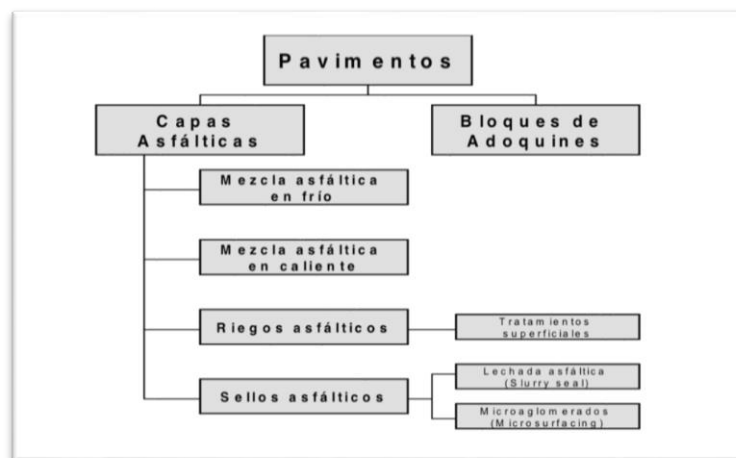 Pavimentos
Capas
Asfálticas
Bloques de
Adoquines
Mezcla asfáltica
en frío
Mezcla asfáltica
en caliente
Riegos asfálticos
Tratamientos
superficiales
Sellos asfálticos
Lechada asfáltica
(Slurry seal)
Microaglomerados
(Microsurfacing)